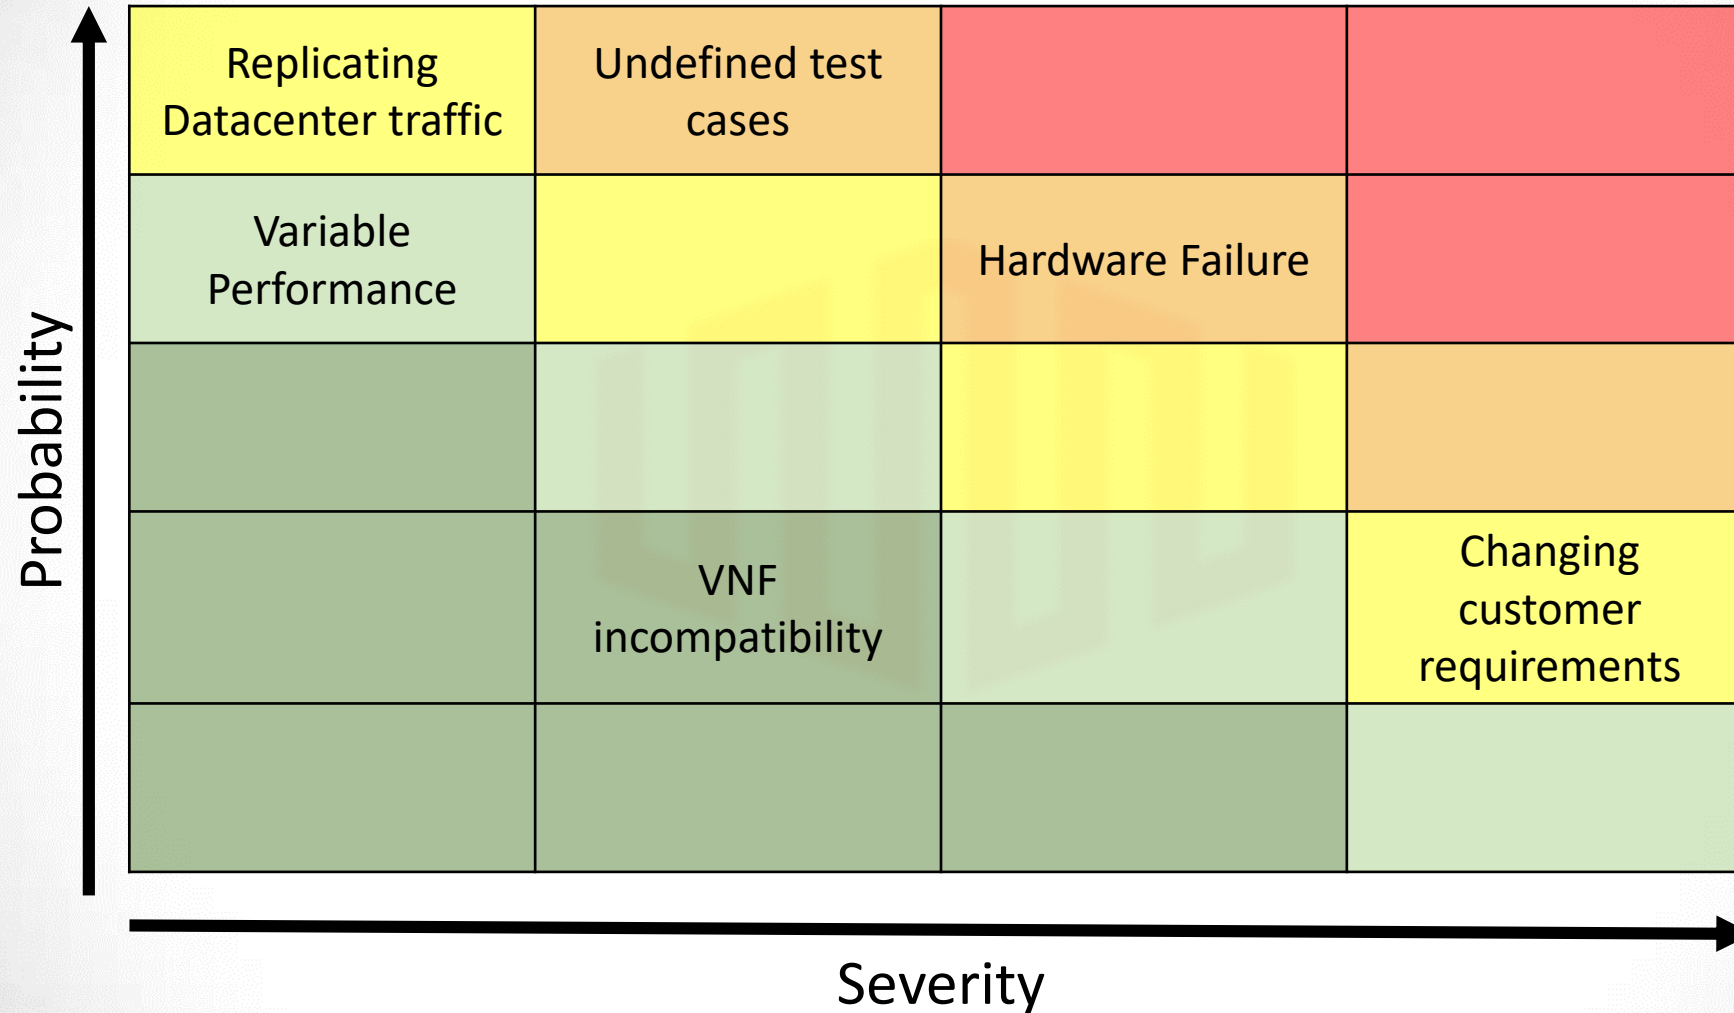 Replicating
Datacenter traffic
Undefined test
cases
Variable
Performance
Hardware Failure
VNF
incompatibility
Changing
customer
requirements
Probability
Severity